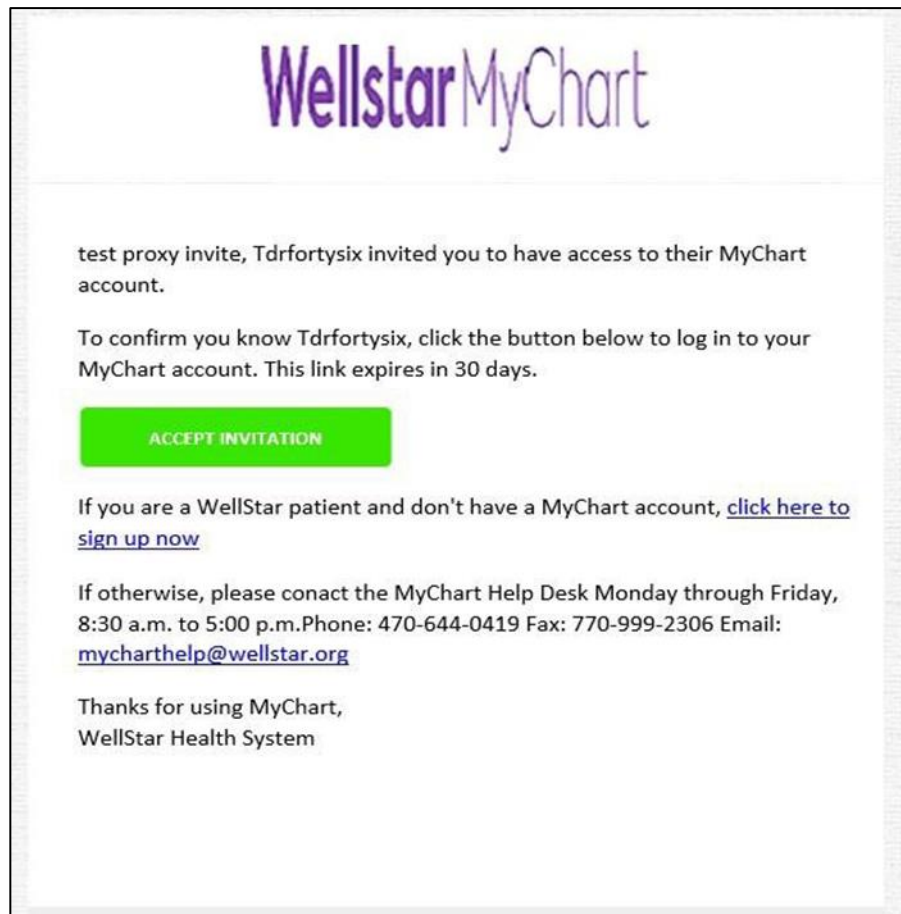 Wellstar MyChart
test proxy invite, Tdrfortysix invited you to have access to their MyChart
account.
To confirm you know Tdrfortysix, click the button below to log in to your
MyChart account. This link expires in 30 days.
ACCEPT INVITATION
If you are a WellStar patient and don't have a MyChart account, click here to
sign up now
If otherwise, please conact the MyChart Help Desk Monday through Friday,
8:30 a.m. to 5:00 p.m.Phone: 470-644-0419 Fax: 770-999-2306 Email:
mycharthelp@wellstar.org
Thanks for using MyChart,
WellStar Health System